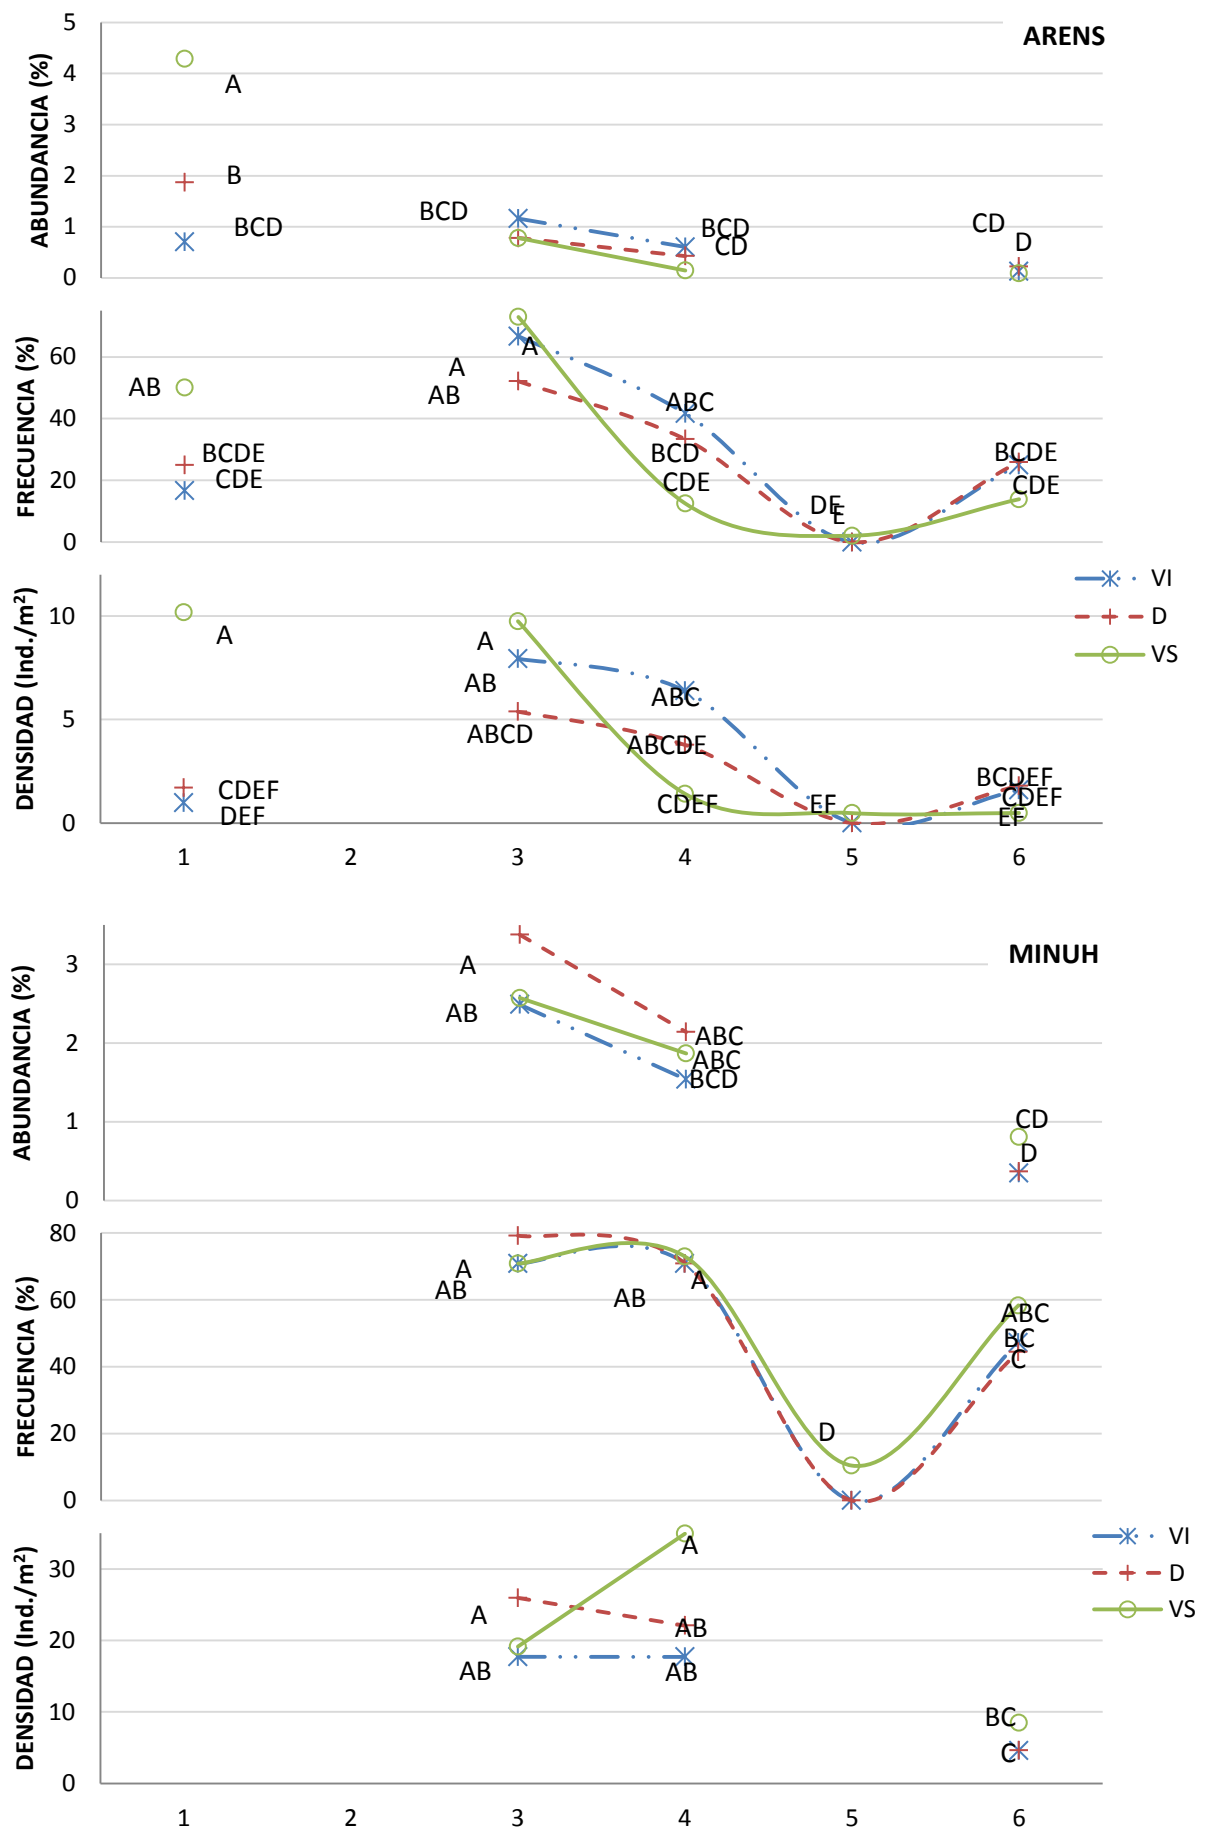 ARENS
ABUNDANCIA (%)
5
4
3
2
1
0
A
B
BCD
BCD
BCD
CD
CD
D
FRECUENCIA (%)
60
40
20
0
AB
BCDE
CDE
A
A
AB
ABC
BCD
CDE
DE
E
BCDE
CDE
DENSIDAD (Ind./m²)
10
5
0
A
CDEF
DEF
A
AB
ABCD
ABC
ABCDE
CDEF
EF
BCDEF
CDEF
EF
VI
D
VS
1 2 3 4 5 6
MINUH
ABUNDANCIA (%)
3
2
1
0
A
AB
ABC
ABC
BCD
CD
D
FRECUENCIA (%)
80
60
40
20
0
A
AB
A
AB
D
ABC
BC
C
DENSIDAD (Ind./m²)
30
20
10
0
A
AB
A
AB
AB
BC
C
VI
D
VS
1 2 3 4 5 6